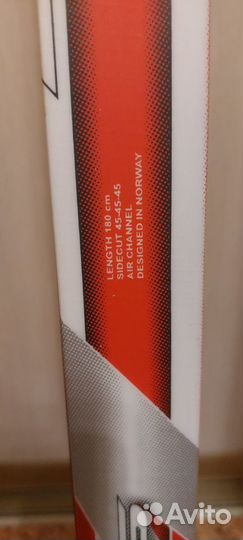 LENGTH 180 cm
SIDECUT 45-45-45
AIR CHANNEL
DESIGNED IN NORWAY
Avito